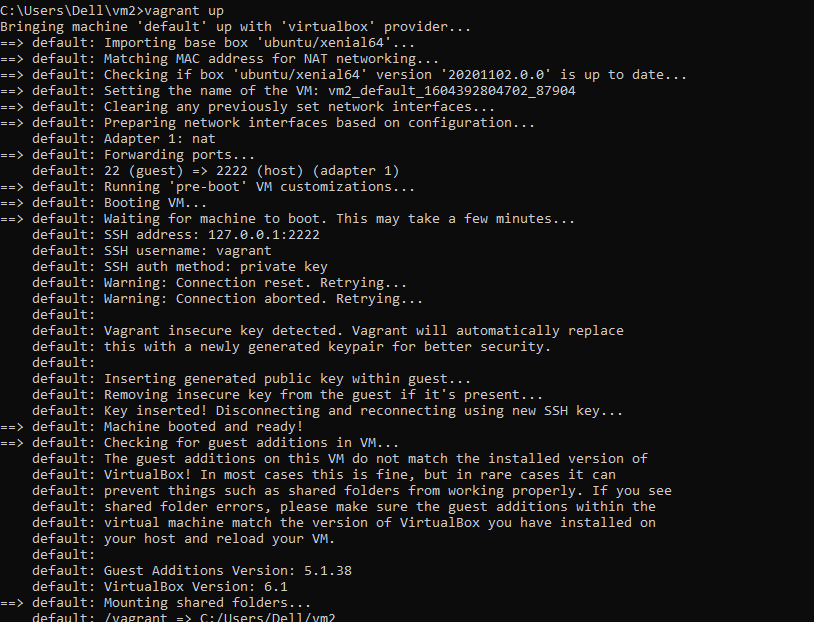 C:\Users\Dell\vm2>vagrant up
Bringing machine 'default' up with 'virtualbox' provider...
==> default: Importing base box 'ubuntu/xenial64'...
==> default: Matching MAC address for NAT networking...
==> default: Checking if box 'ubuntu/xenial64' version '20201102.0.0' is up to date...
==> default: Setting the name of the VM: vm2_default_1604392804702_87904
==> default: Clearing any previously set network interfaces...
==> default: Preparing network interfaces based on configuration...
    default: Adapter 1: nat
==> default: Forwarding ports...
    default: 22 (guest) => 2222 (host) (adapter 1)
==> default: Running 'pre-boot' VM customizations...
==> default: Booting VM...
==> default: Waiting for machine to boot. This may take a few minutes...
    default: SSH address: 127.0.0.1:2222
    default: SSH username: vagrant
    default: SSH auth method: private key
    default: Warning: Connection reset. Retrying...
    default: Warning: Connection aborted. Retrying...
    default:
    default: Vagrant insecure key detected. Vagrant will automatically replace
    default: this with a newly generated keypair for better security.
    default:
    default: Inserting generated public key within guest...
    default: Removing insecure key from the guest if it's present...
    default: Key inserted! Disconnecting and reconnecting using new SSH key...
==> default: Machine booted and ready!
==> default: Checking for guest additions in VM...
    default: The guest additions on this VM do not match the installed version of
    default: VirtualBox! In most cases this is fine, but in rare cases it can
    default: prevent things such as shared folders from working properly. If you see
    default: shared folder errors, please make sure the guest additions within the
    default: virtual machine match the version of VirtualBox you have installed on
    default: your host and reload your VM.
    default:
    default: Guest Additions Version: 5.1.38
    default: VirtualBox Version: 6.1
==> default: Mounting shared folders...
    default: /vagrant => C:/Users/Dell/vm2